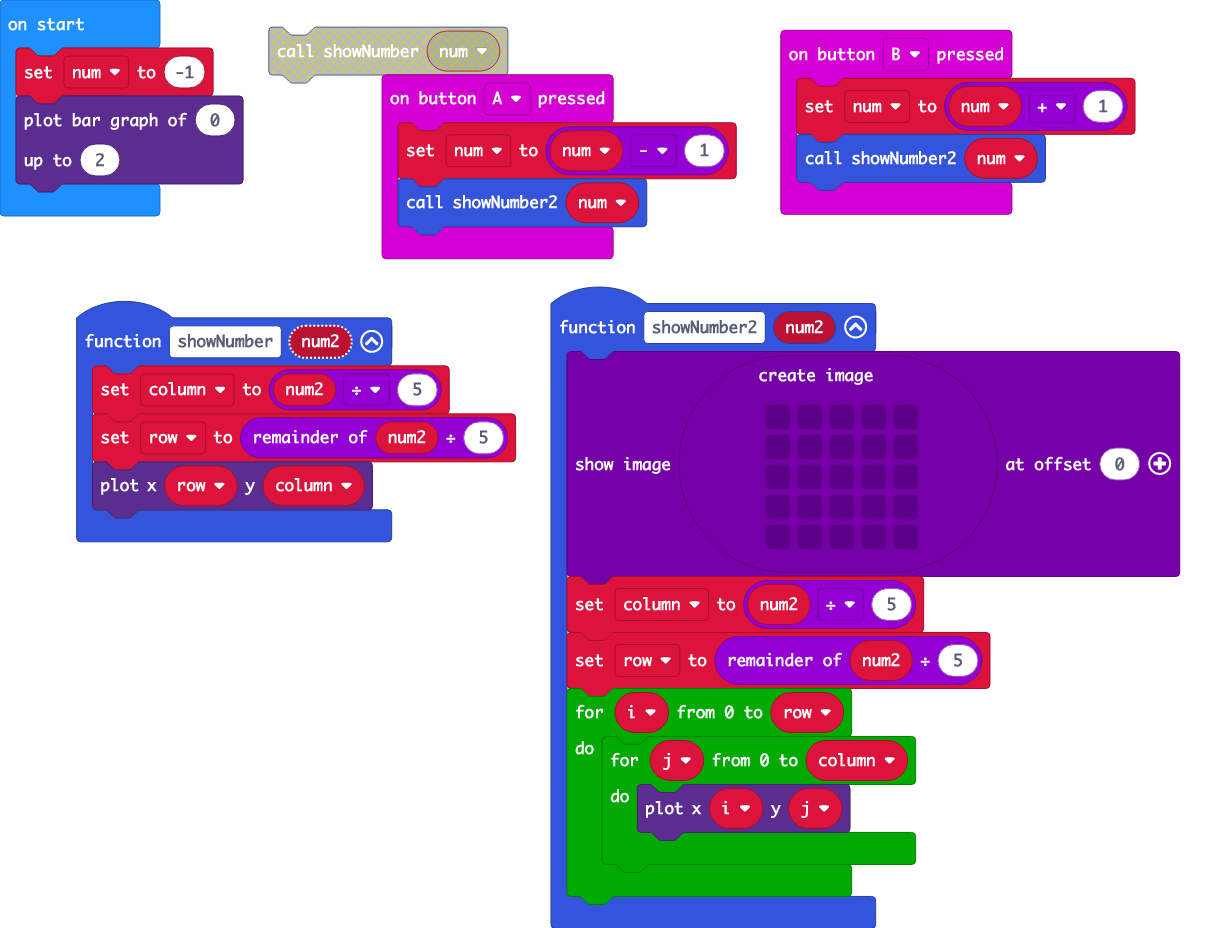 on start
set num to -1
plot bar graph of 0
up to 2
call showNumber num
on button A pressed
set num to num - 1
call showNumber2 num
on button B pressed
set num to num + 1
call showNumber2 num
function showNumber num2
set column to num2 ÷ 5
set row to remainder of num2 ÷ 5
plot x row y column
function showNumber2 num2
create image
show image at offset 0
set column to num2 ÷ 5
set row to remainder of num2 ÷ 5
for i from 0 to row
do
for j from 0 to column
do
plot x i y j